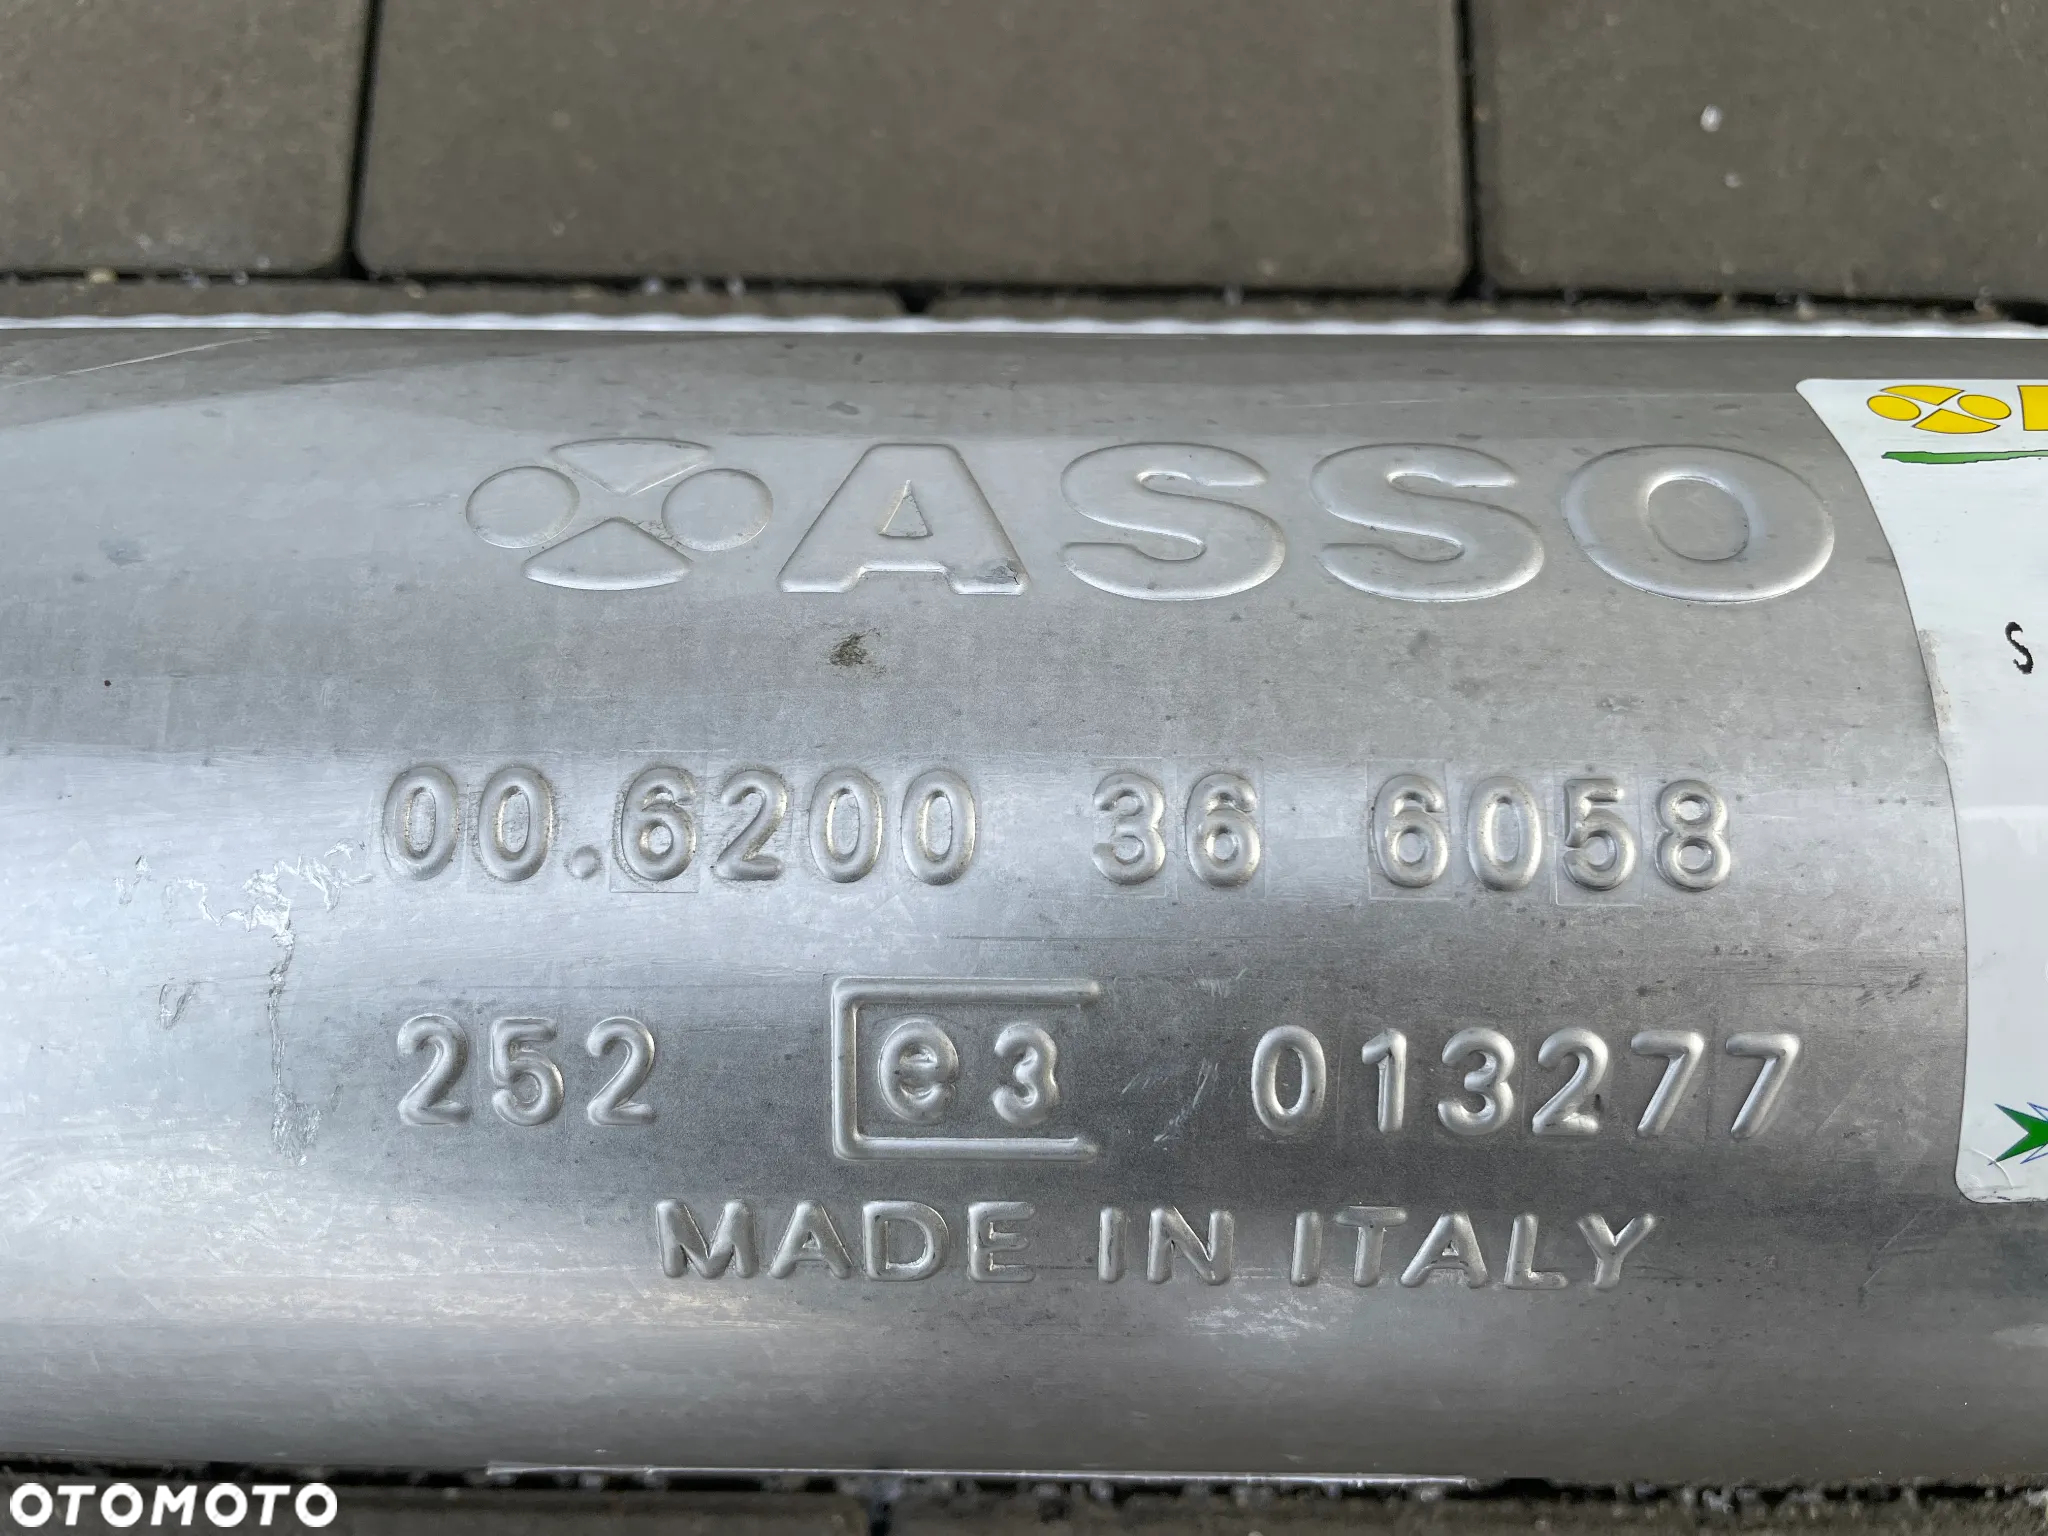 ASSO
00.6200 36 6058
252 e3 013277
MADE IN ITALY
S
OTOMOTO